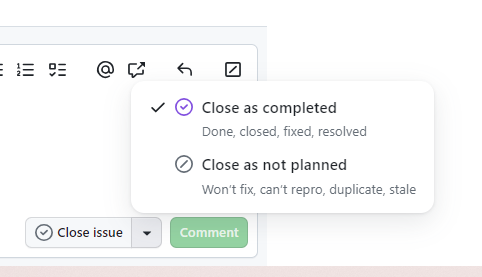 Close as completed
Done, closed, fixed, resolved
Close as not planned
Won't fix, can't repro, duplicate, stale
Close issue
Comment